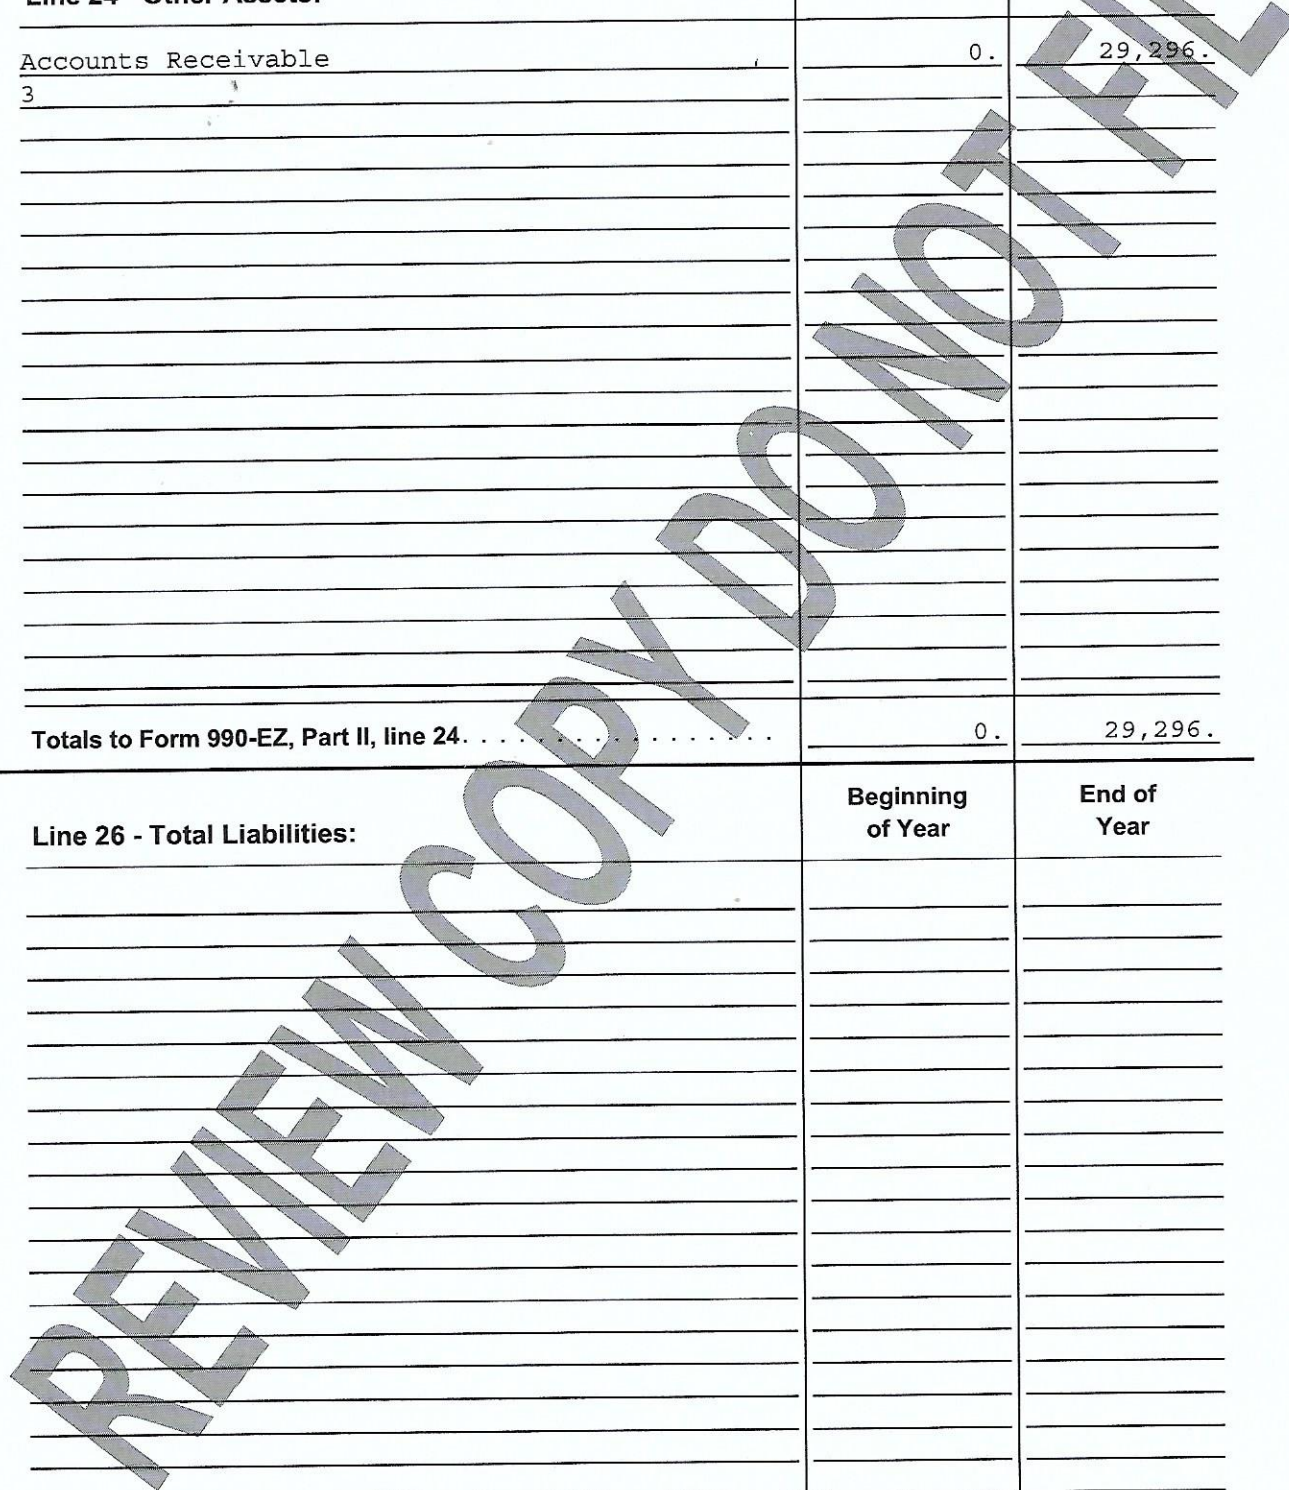 Line 24 - Other Assets:
Accounts Receivable 0. 29,296.
3
Totals to Form 990-EZ, Part II, line 24. . . . . . . . . . . . . . . . . 0. 29,296.
Line 26 - Total Liabilities:
Beginning of Year
End of Year
REVIEW COPY DO NOT FIL